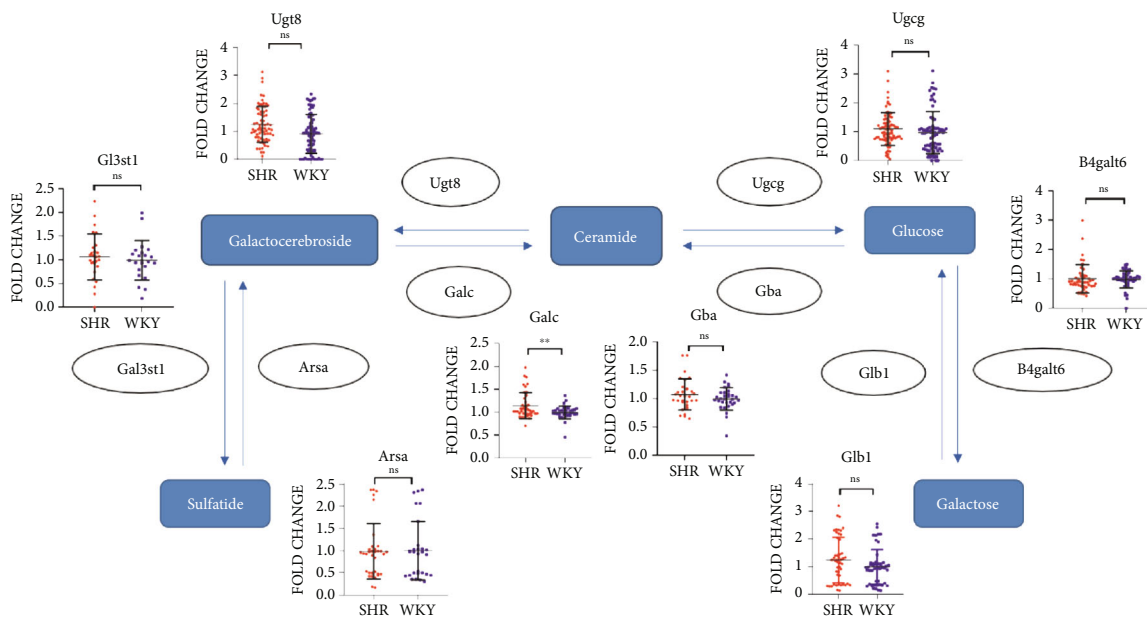 Ugt8
ns
FOLD CHANGE
4
3
2
1
0
SHR WKY
Ugcg
ns
FOLD CHANGE
4
3
2
1
0
SHR WKY
Gl3st1
ns
FOLD CHANGE
2.5
2.0
1.5
1.0
0.5
0.0
SHR WKY
B4galt6
ns
FOLD CHANGE
4
3
2
1
0
SHR WKY
Ugt8
Ugcg
Galactocerebroside
Ceramide
Glucose
Galc
Gba
Gal3st1
Arsa
Glb1
B4galt6
Galc
**
FOLD CHANGE
2.5
2.0
1.5
1.0
0.5
0.0
SHR WKY
Gba
ns
FOLD CHANGE
2.0
1.5
1.0
0.5
0.0
SHR WKY
Sulfatide
Arsa
ns
FOLD CHANGE
2.5
2.0
1.5
1.0
0.5
0.0
SHR WKY
Glb1
ns
FOLD CHANGE
4
3
2
1
0
SHR WKY
Galactose